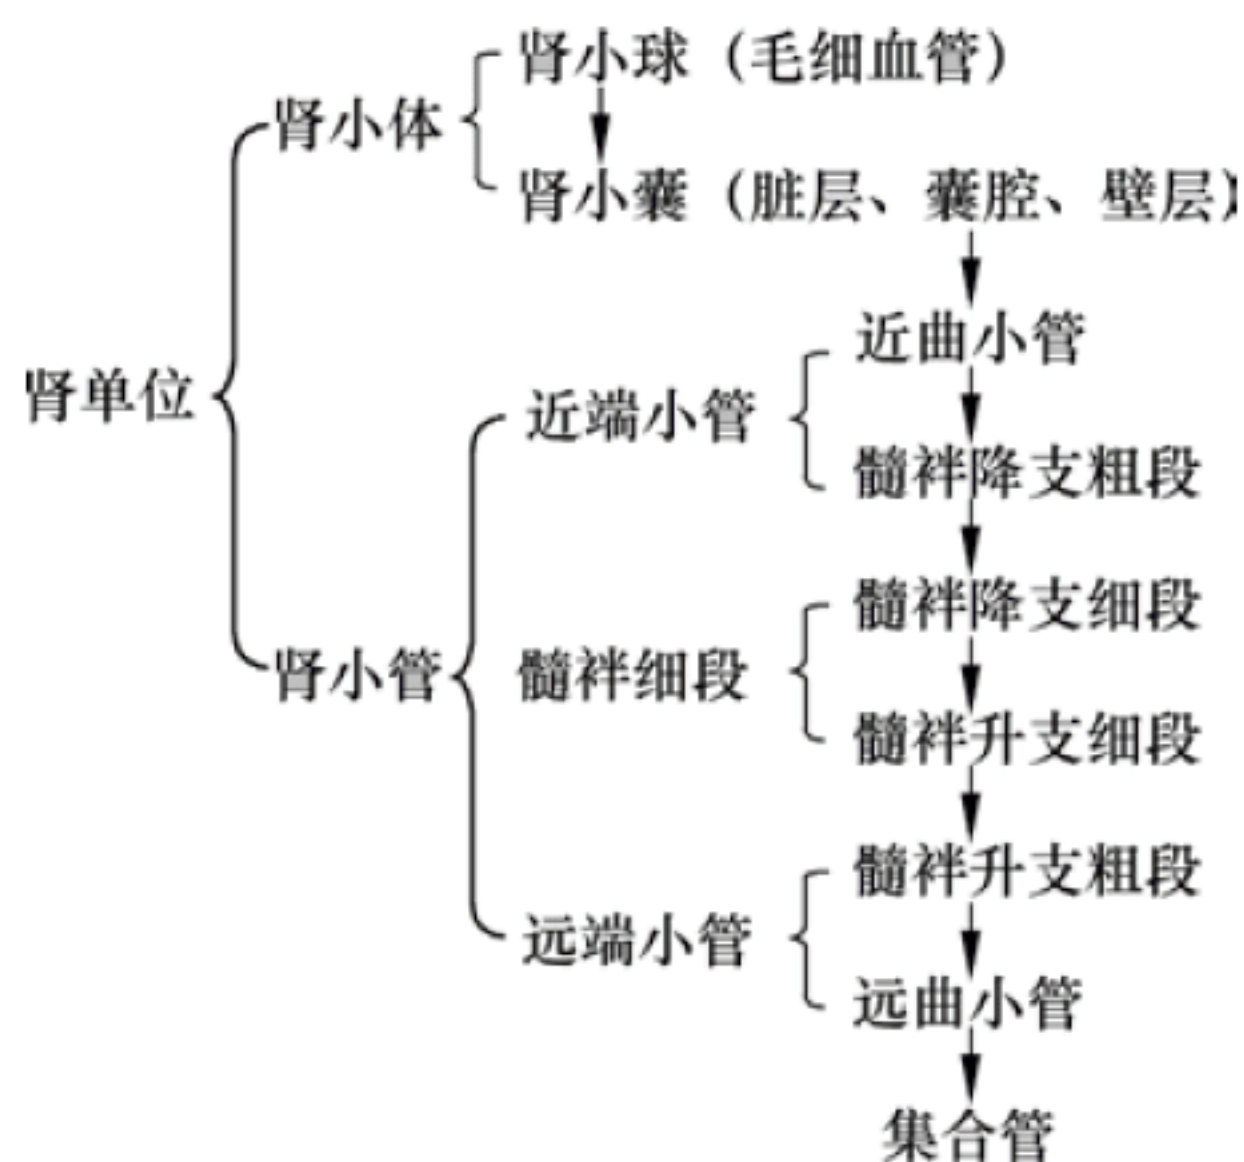 肾小球（毛细血管）
肾小体
肾小囊（脏层、囊腔、壁层）
近曲小管
肾单位
近端小管
髓袢降支粗段
髓袢降支细段
肾小管
髓袢细段
髓袢升支细段
髓袢升支粗段
远端小管
远曲小管
集合管